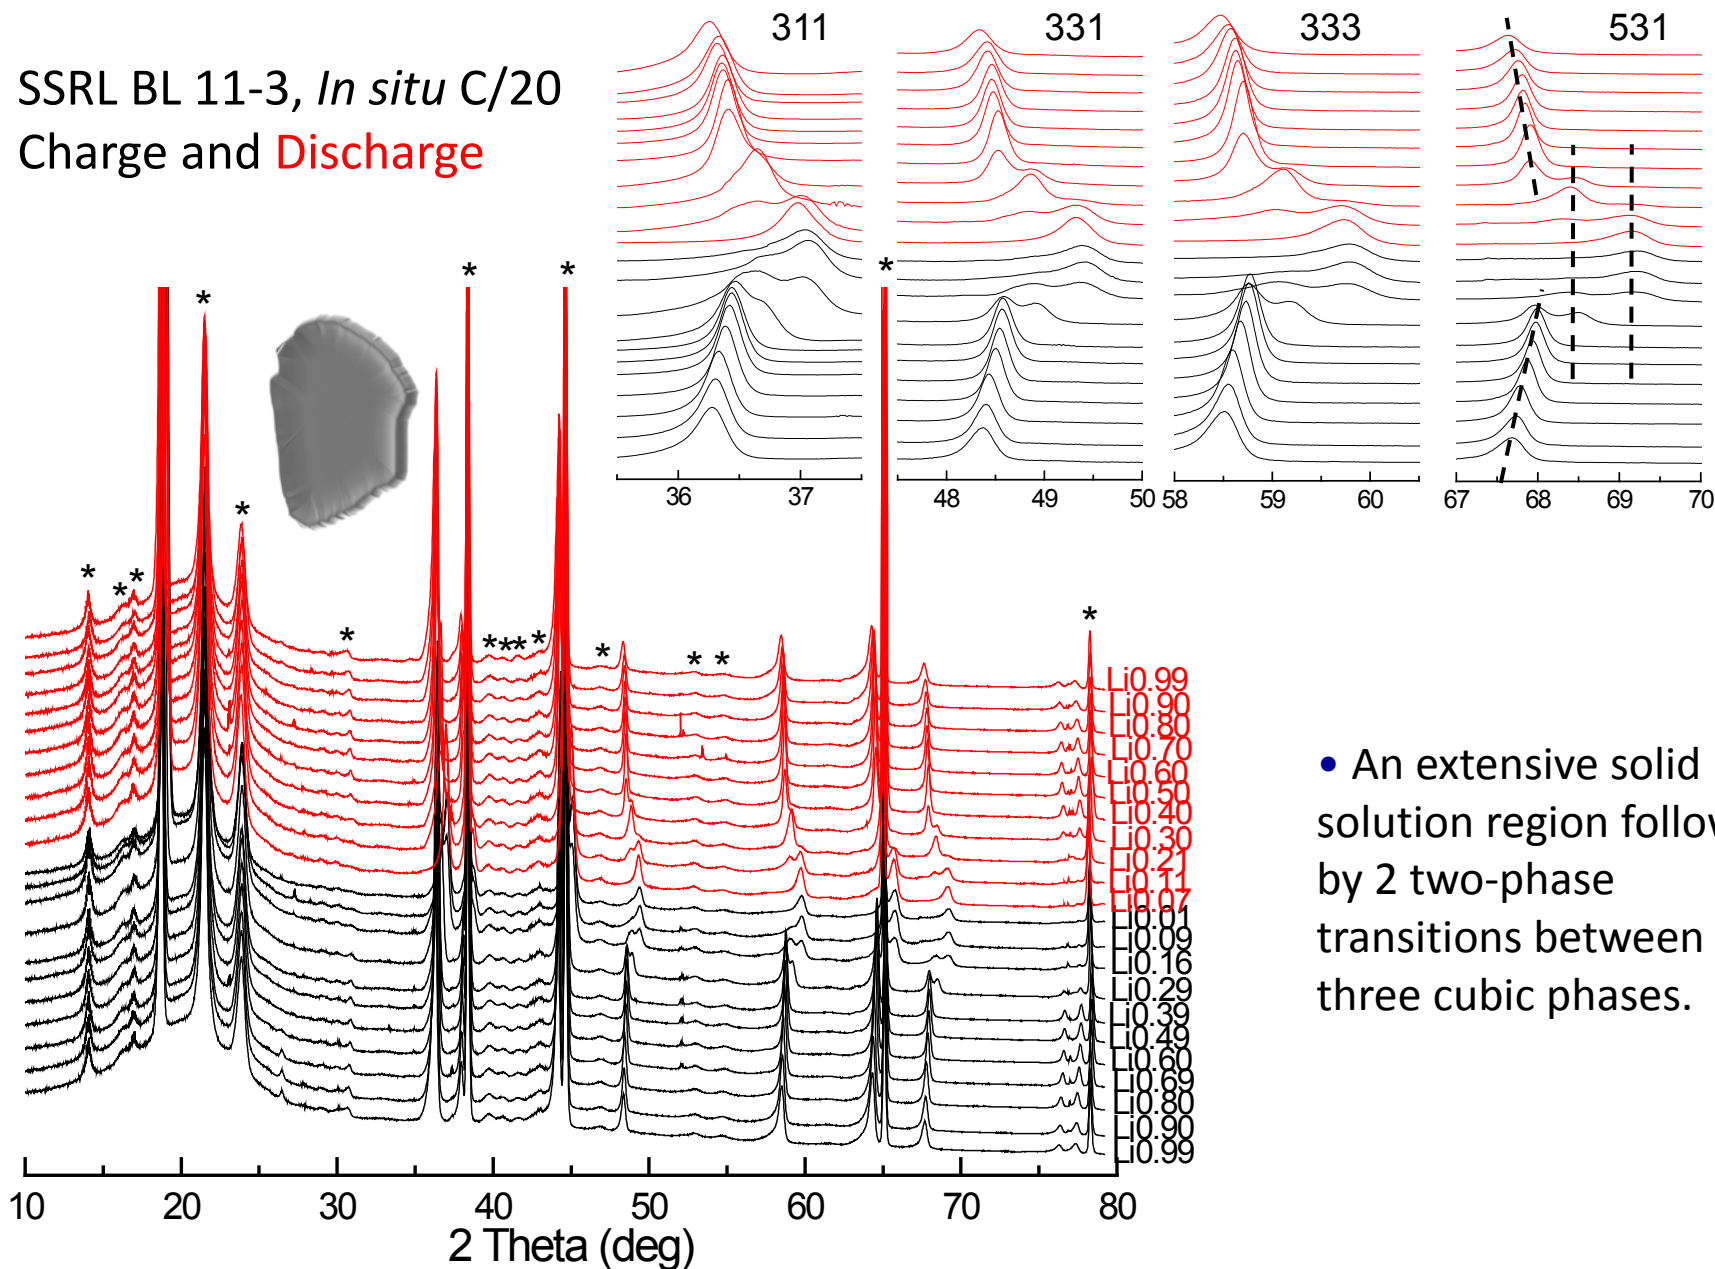 SSRL BL 11-3, In situ C/20
Charge and Discharge
311
331
333
531
36 37
48 49 50
58 59 60
67 68 69 70
* * * * * * * * * * * * * * * * *
Li0.99
Li0.90
Li0.80
Li0.70
Li0.60
Li0.50
Li0.40
Li0.30
Li0.21
Li0.11
Li0.07
Li0.01
Li0.09
Li0.16
Li0.29
Li0.39
Li0.49
Li0.60
Li0.69
Li0.80
Li0.90
Li0.99
10 20 30 40 50 60 70 80
2 Theta (deg)
• An extensive solid
solution region follow
by 2 two-phase
transitions between
three cubic phases.